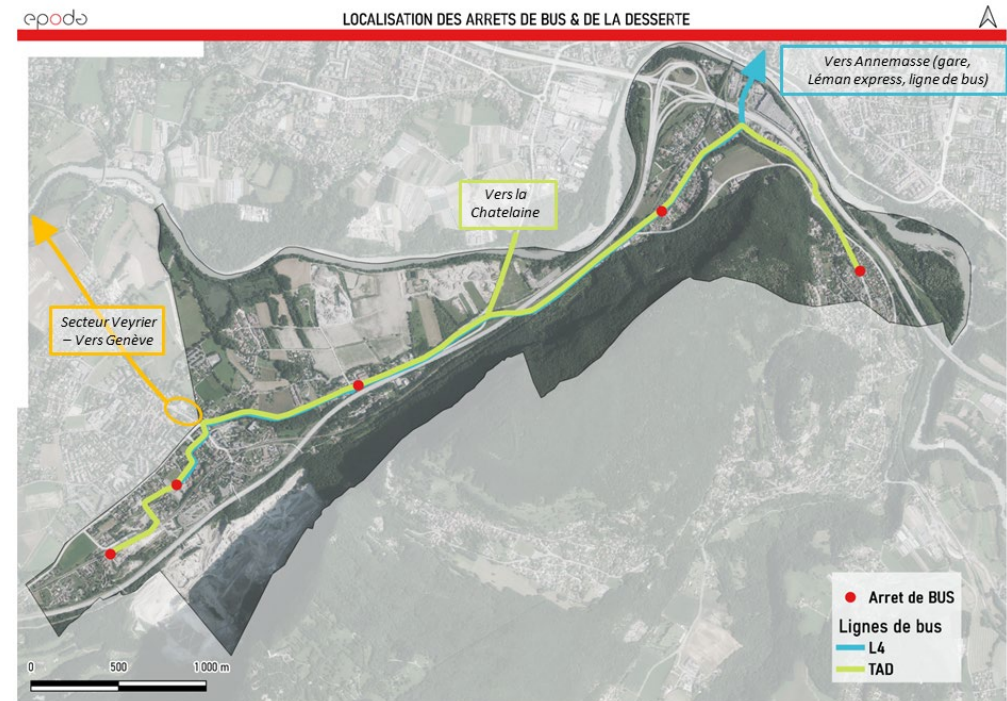 epode
LOCALISATION DES ARRETS DE BUS & DE LA DESSERTE
Vers Annemasse (gare,
Léman express, ligne de bus)
Vers la
Chatelaine
Secteur Veyrier
– Vers Genève
Arret de BUS
Lignes de bus
L4
TAD
0 500 1 000 m